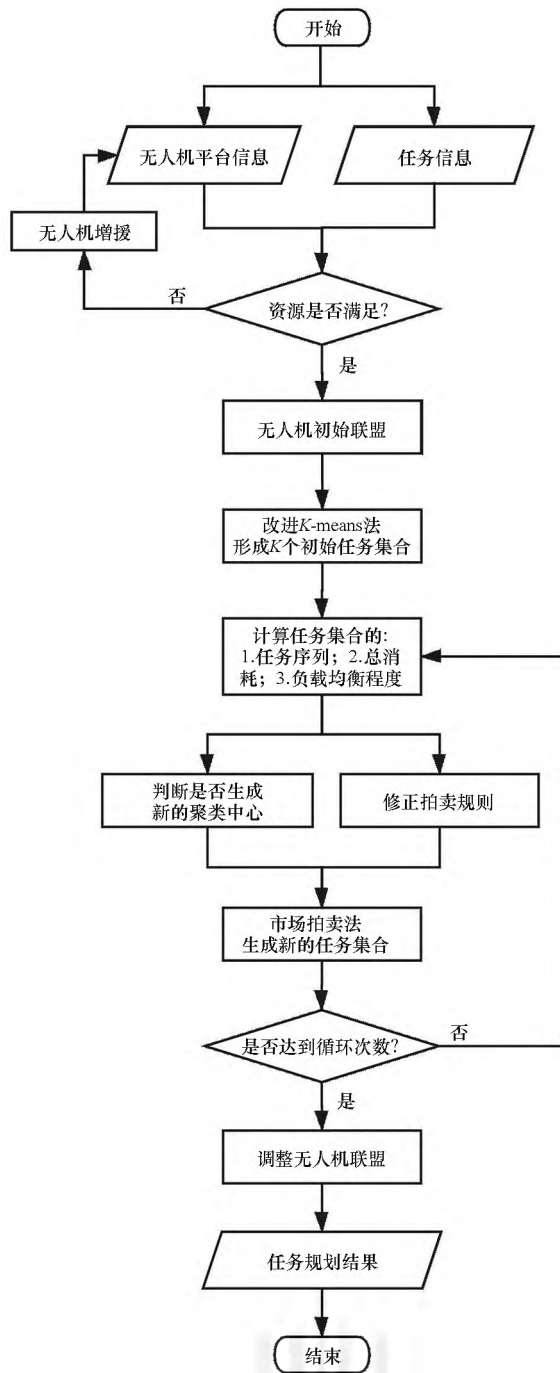 开始
无人机平台信息
任务信息
无人机增援
否
资源是否满足?
是
无人机初始联盟
改进K-means法
形成K个初始任务集合
计算任务集合的:
1.任务序列；2.总消
耗；3.负载均衡程度
判断是否生成
新的聚类中心
修正拍卖规则
市场拍卖法
生成新的任务集合
是否达到循环次数?
否
是
调整无人机联盟
任务规划结果
结束